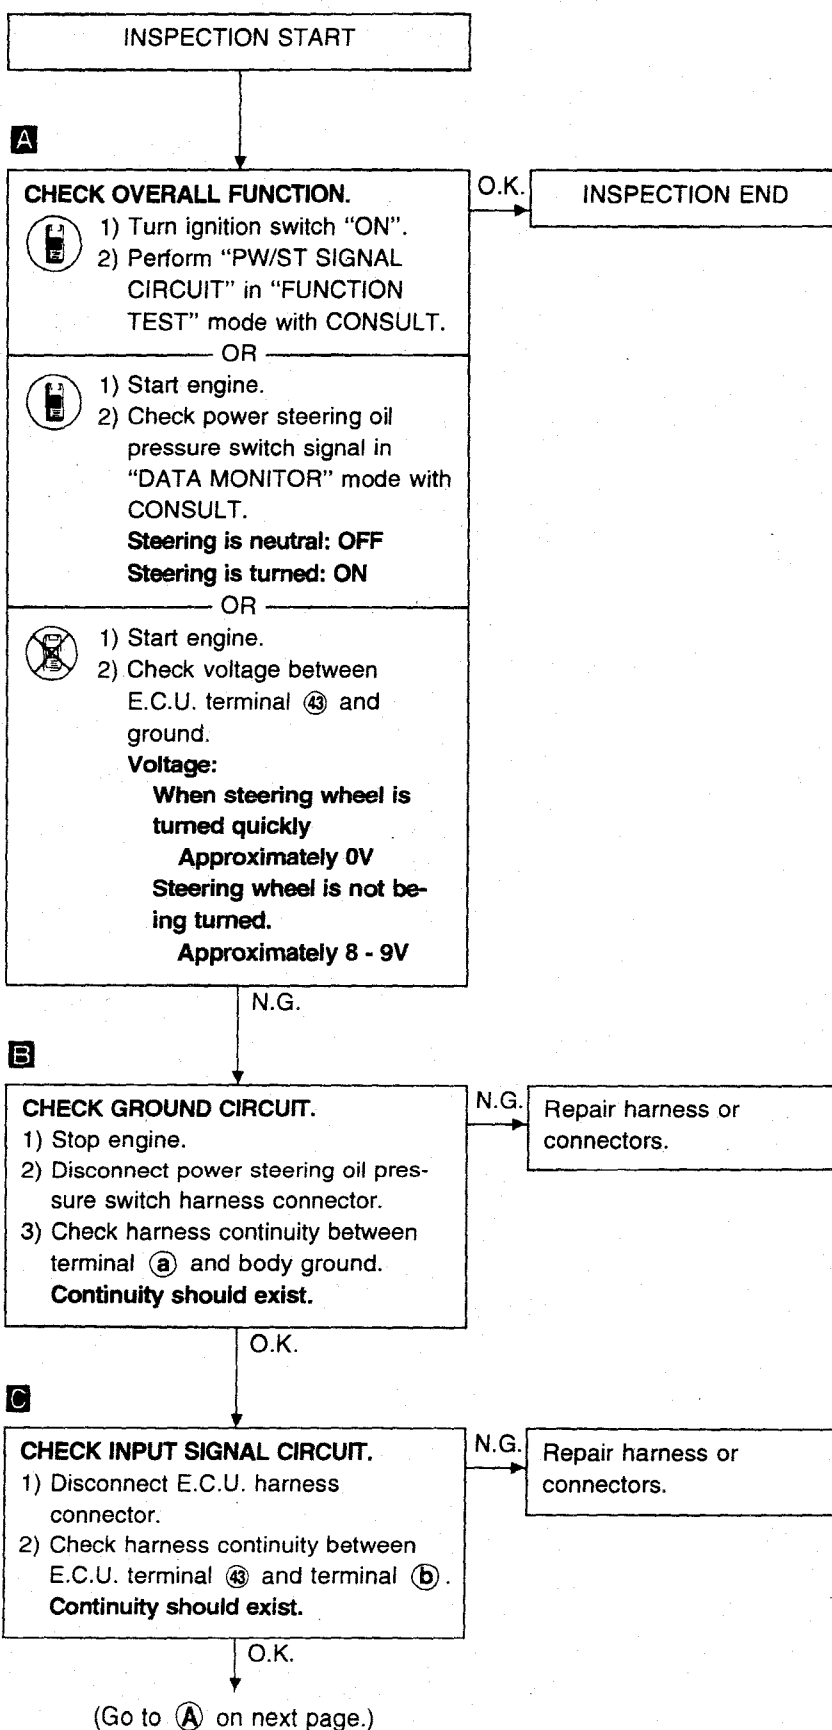 INSPECTION START
A
CHECK OVERALL FUNCTION.
1) Turn ignition switch “ON”.
2) Perform “PW/ST SIGNAL
CIRCUIT” in “FUNCTION
TEST” mode with CONSULT.
O.K.
INSPECTION END
OR
1) Start engine.
2) Check power steering oil
pressure switch signal in
“DATA MONITOR” mode with
CONSULT.
Steering is neutral: OFF
Steering is turned: ON
OR
1) Start engine.
2) Check voltage between
E.C.U. terminal 43 and
ground.
Voltage:
When steering wheel is
turned quickly
Approximately 0V
Steering wheel is not be-
ing turned.
Approximately 8 - 9V
N.G.
B
CHECK GROUND CIRCUIT.
1) Stop engine.
2) Disconnect power steering oil pres-
sure switch harness connector.
3) Check harness continuity between
terminal ⓐ and body ground.
Continuity should exist.
N.G.
Repair harness or
connectors.
O.K.
C
CHECK INPUT SIGNAL CIRCUIT.
1) Disconnect E.C.U. harness
connector.
2) Check harness continuity between
E.C.U. terminal 43 and terminal ⓑ.
Continuity should exist.
N.G.
Repair harness or
connectors.
O.K.
(Go to Ⓐ on next page.)